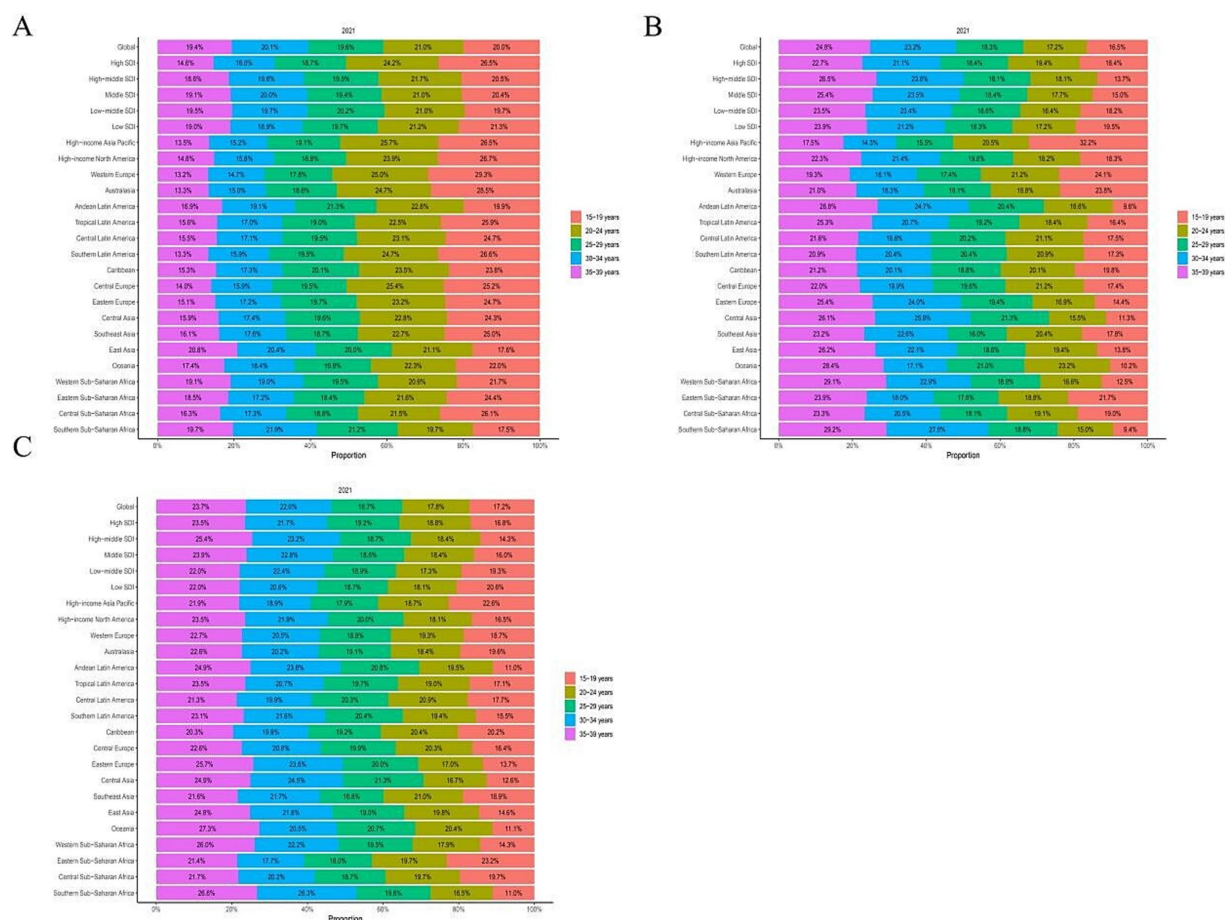 A
2021
Global 19.4% 20.1% 19.6% 21.0% 20.0%
High SDI 14.6% 16.0% 18.7% 24.2% 26.5%
High-middle SDI 18.6% 19.6% 21.7% 20.5%
Middle SDI 19.1% 20.0% 19.4% 21.0% 20.4%
Low-middle SDI 19.5% 19.7% 20.2% 21.0% 19.7%
Low SDI 19.0% 18.9% 19.7% 21.2% 21.3%
High-income Asia Pacific 13.5% 15.2% 19.1% 25.7% 26.5%
High-income North America 14.8% 15.8% 18.9% 23.9% 26.7%
Western Europe 13.2% 14.7% 17.8% 25.0% 29.3%
Australasia 13.3% 15.0% 18.6% 24.7% 28.5%
Andean Latin America 16.9% 19.1% 21.3% 22.8% 19.9%
Tropical Latin America 15.6% 17.0% 19.0% 22.5% 25.9%
Central Latin America 15.5% 17.1% 19.5% 23.1% 24.7%
Southern Latin America 13.3% 15.9% 19.5% 24.7% 26.6%
Caribbean 15.3% 17.3% 20.1% 23.5% 23.8%
Central Europe 14.0% 15.9% 19.5% 25.4% 25.2%
Eastern Europe 15.1% 17.2% 19.7% 23.2% 24.7%
Central Asia 15.9% 17.4% 19.6% 22.8% 24.3%
Southeast Asia 16.1% 17.6% 18.7% 22.7% 25.0%
East Asia 20.8% 20.4% 20.0% 21.1% 17.6%
Oceania 17.4% 18.4% 19.8% 22.3% 22.0%
Western Sub-Saharan Africa 19.1% 19.0% 19.5% 20.6% 21.7%
Eastern Sub-Saharan Africa 18.5% 17.2% 18.4% 21.6% 24.4%
Central Sub-Saharan Africa 16.3% 17.3% 18.8% 21.5% 26.1%
Southern Sub-Saharan Africa 19.7% 21.9% 21.2% 19.7% 17.5%
0% 20% 40% 60% 80% 100%
Proportion
15-19 years
20-24 years
25-29 years
30-34 years
35-39 years
B
2021
Global 24.8% 23.2% 18.3% 17.2% 16.5%
High SDI 22.7% 21.1% 18.4% 19.4% 18.4%
High-middle SDI 26.5% 23.6% 18.1% 18.1% 13.7%
Middle SDI 25.4% 23.5% 18.4% 17.7% 15.0%
Low-middle SDI 23.5% 23.4% 18.6% 16.4% 18.2%
Low SDI 23.9% 21.2% 18.3% 17.2% 19.5%
High-income Asia Pacific 17.5% 14.3% 15.5% 20.5% 32.2%
High-income North America 22.3% 21.4% 19.8% 18.2% 18.3%
Western Europe 19.3% 18.1% 17.4% 21.2% 24.1%
Australasia 21.0% 18.3% 18.1% 18.8% 23.8%
Andean Latin America 26.8% 24.7% 20.4% 18.6% 9.6%
Tropical Latin America 25.3% 20.7% 19.2% 18.4% 16.4%
Central Latin America 21.6% 19.6% 20.2% 21.1% 17.5%
Southern Latin America 20.9% 20.4% 20.4% 20.9% 17.3%
Caribbean 21.2% 20.1% 18.8% 20.1% 19.8%
Central Europe 22.0% 19.9% 19.6% 21.2% 17.4%
Eastern Europe 25.4% 24.0% 19.4% 16.9% 14.4%
Central Asia 26.1% 25.8% 21.3% 15.5% 11.3%
Southeast Asia 23.2% 22.6% 16.0% 20.4% 17.8%
East Asia 26.2% 22.1% 18.6% 19.4% 13.8%
Oceania 28.4% 17.1% 21.0% 23.2% 10.2%
Western Sub-Saharan Africa 29.1% 22.9% 18.8% 16.6% 12.5%
Eastern Sub-Saharan Africa 23.9% 18.0% 17.6% 18.8% 21.7%
Central Sub-Saharan Africa 23.3% 20.5% 18.1% 19.1% 19.0%
Southern Sub-Saharan Africa 29.2% 27.6% 18.8% 15.0% 9.4%
0% 20% 40% 60% 80% 100%
Proportion
15-19 years
20-24 years
25-29 years
30-34 years
35-39 years
C
2021
Global 23.7% 22.6% 18.7% 17.8% 17.2%
High SDI 23.5% 21.7% 19.2% 18.8% 16.8%
High-middle SDI 25.4% 23.2% 18.7% 18.4% 14.3%
Middle SDI 23.9% 22.8% 18.4% 16.0%
Low-middle SDI 22.0% 22.4% 18.9% 17.3% 19.3%
Low SDI 22.0% 20.6% 18.7% 18.1% 20.6%
High-income Asia Pacific 21.9% 18.9% 17.9% 18.7% 22.6%
High-income North America 23.5% 21.9% 20.0% 18.1% 16.5%
Western Europe 22.7% 20.5% 18.8% 19.3% 18.7%
Australasia 22.6% 20.2% 19.1% 18.4% 19.6%
Andean Latin America 24.9% 23.8% 20.8% 19.5% 11.0%
Tropical Latin America 23.5% 20.7% 19.7% 19.0% 17.1%
Central Latin America 21.3% 19.9% 20.3% 20.9% 17.7%
Southern Latin America 23.1% 21.6% 20.4% 19.4% 15.5%
Caribbean 20.3% 19.8% 19.2% 20.4% 20.2%
Central Europe 22.6% 20.8% 19.9% 20.3% 16.4%
Eastern Europe 25.7% 23.6% 20.0% 17.0% 13.7%
Central Asia 24.9% 24.5% 21.3% 16.7% 12.6%
Southeast Asia 21.6% 21.7% 16.8% 21.0% 18.9%
East Asia 24.8% 21.8% 19.0% 19.8% 14.6%
Oceania 27.3% 20.5% 20.7% 20.4% 11.1%
Western Sub-Saharan Africa 26.0% 22.2% 19.5% 17.9% 14.3%
Eastern Sub-Saharan Africa 21.4% 17.7% 18.0% 19.7% 23.2%
Central Sub-Saharan Africa 21.7% 20.2% 18.7% 19.7% 19.7%
Southern Sub-Saharan Africa 26.6% 26.3% 19.6% 16.5% 11.0%
0% 20% 40% 60% 80% 100%
Proportion
15-19 years
20-24 years
25-29 years
30-34 years
35-39 years